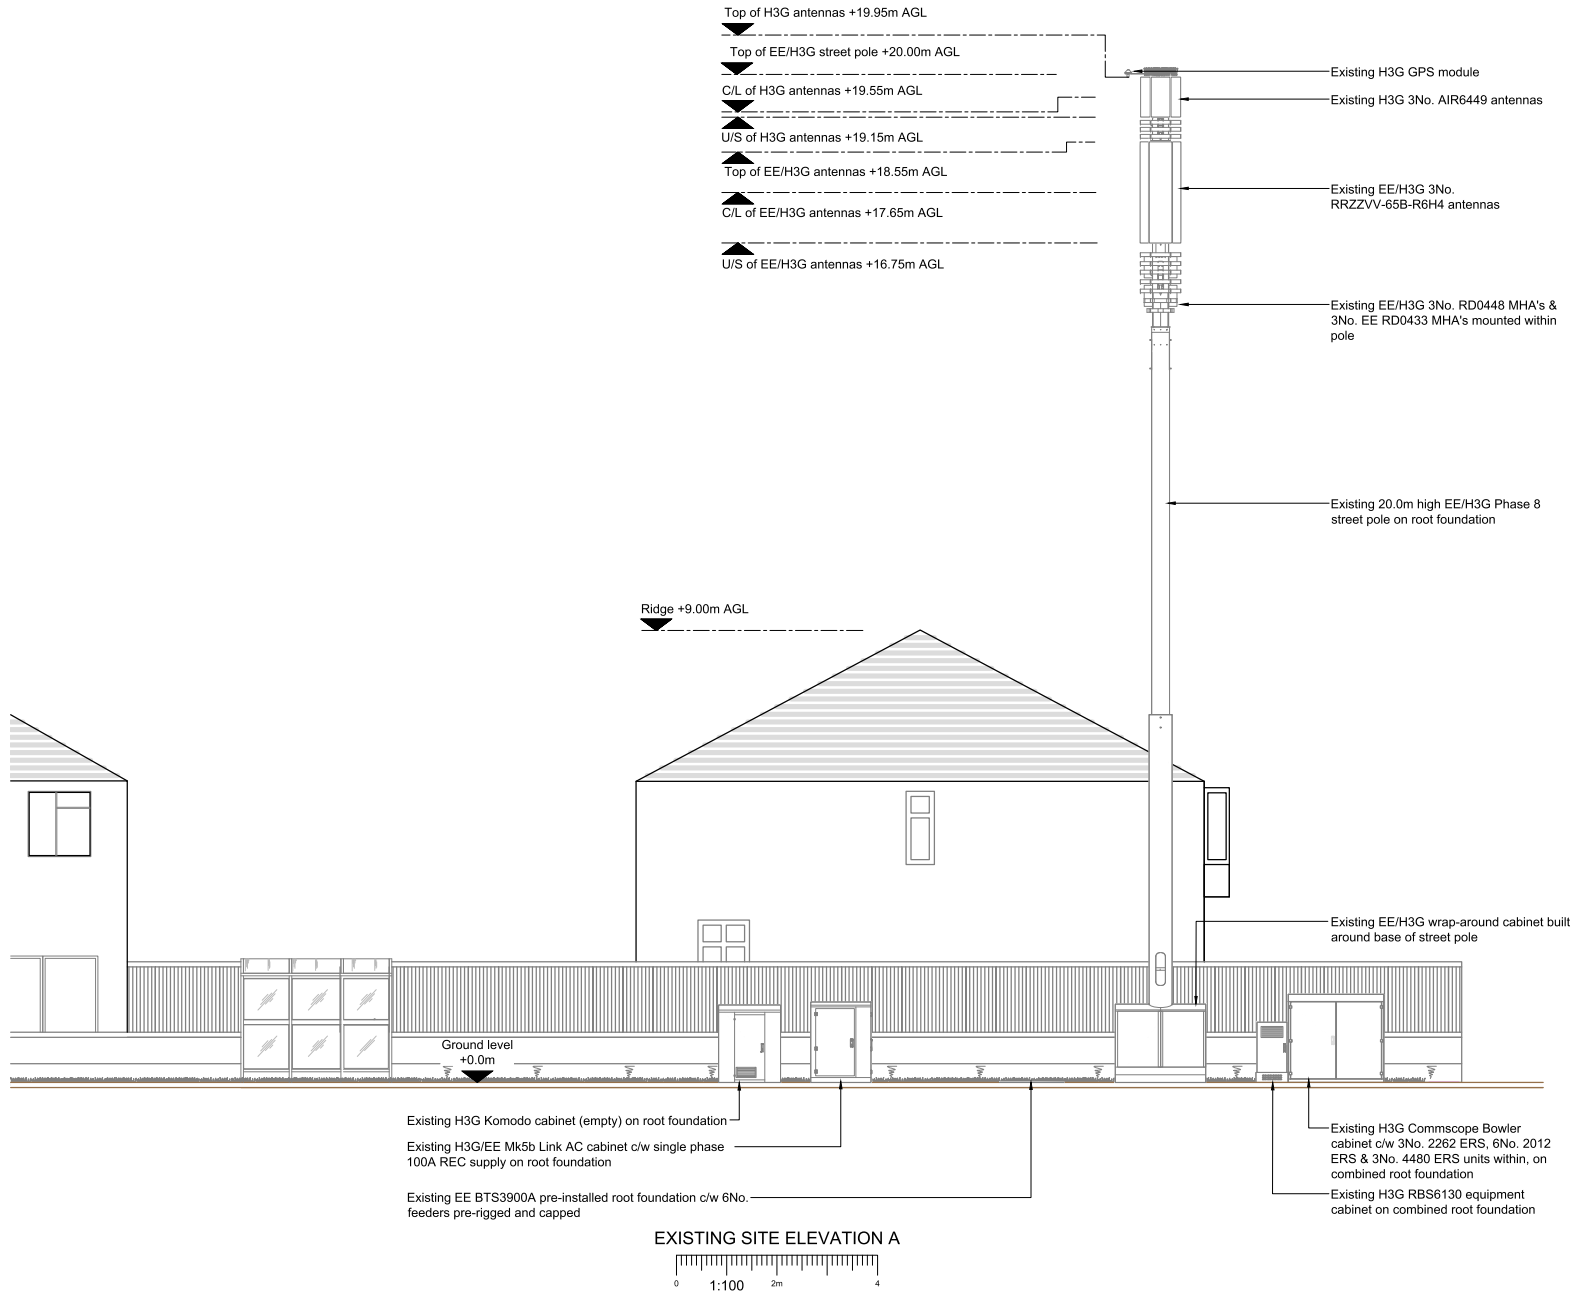 Top of H3G antennas +19.95m AGL
Top of EE/H3G street pole +20.00m AGL
C/L of H3G antennas +19.55m AGL
U/S of H3G antennas +19.15m AGL
Top of EE/H3G antennas +18.55m AGL
C/L of EE/H3G antennas +17.65m AGL
U/S of EE/H3G antennas +16.75m AGL
Existing H3G GPS module
Existing H3G 3No. AIR6449 antennas
Existing EE/H3G 3No.
RRZZVV-65B-R6H4 antennas
Existing EE/H3G 3No. RD0448 MHA's &
3No. EE RD0433 MHA's mounted within
pole
Existing 20.0m high EE/H3G Phase 8
street pole on root foundation
Ridge +9.00m AGL
Existing EE/H3G wrap-around cabinet built
around base of street pole
Ground level
+0.0m
Existing H3G Komodo cabinet (empty) on root foundation
Existing H3G/EE Mk5b Link AC cabinet c/w single phase
100A REC supply on root foundation
Existing EE BTS3900A pre-installed root foundation c/w 6No.
feeders pre-rigged and capped
Existing H3G Commscope Bowler
cabinet c/w 3No. 2262 ERS, 6No. 2012
ERS & 3No. 4480 ERS units within, on
combined root foundation
Existing H3G RBS6130 equipment
cabinet on combined root foundation
EXISTING SITE ELEVATION A
0 1:100 2m 4